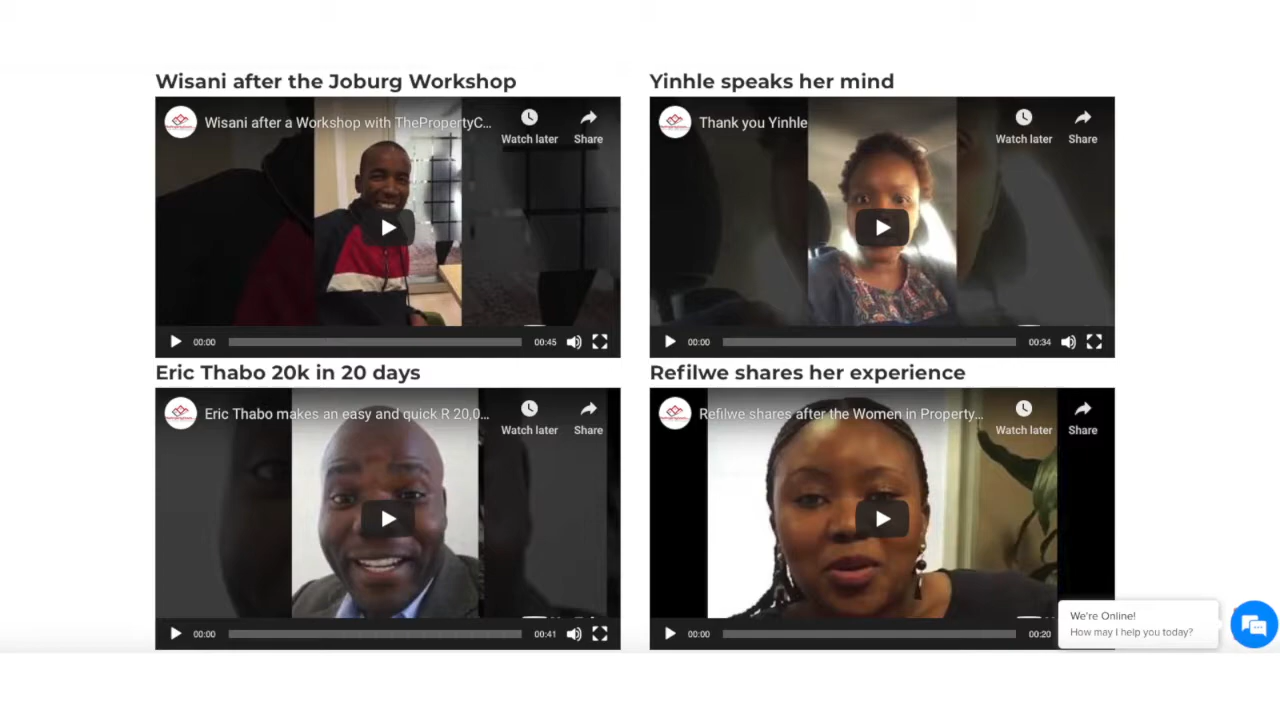 Wisani after the Joburg Workshop
Wisani after a Workshop with ThePropertyC...
Watch later
Share
00:00
00:45
Yinhle speaks her mind
Thank you Yinhle
Watch later
Share
00:00
00:34
Eric Thabo 20k in 20 days
Eric Thabo makes an easy and quick R 20,0...
Watch later
Share
00:00
00:41
Refilwe shares her experience
Refilwe shares after the Women in Property...
Watch later
Share
00:00
00:20
We're Online!
How may I help you today?